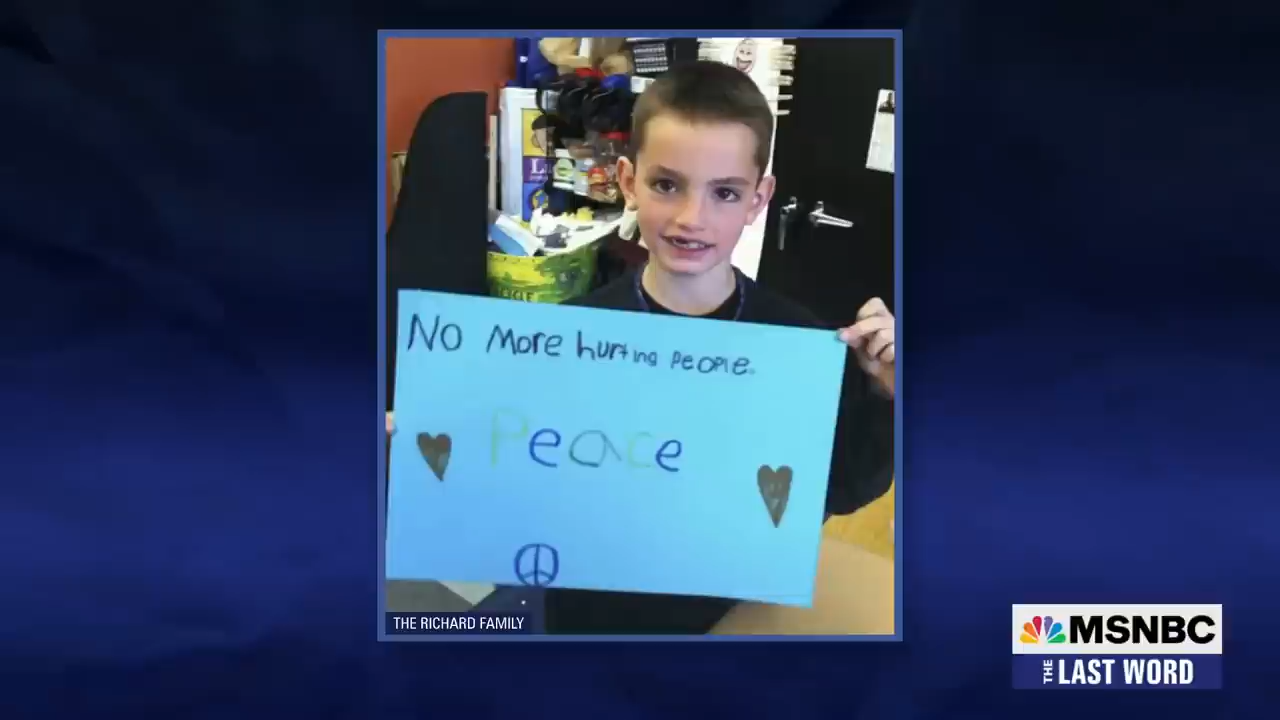 No More hurting People.
Peace
THE RICHARD FAMILY
MSNBC
THE LAST WORD